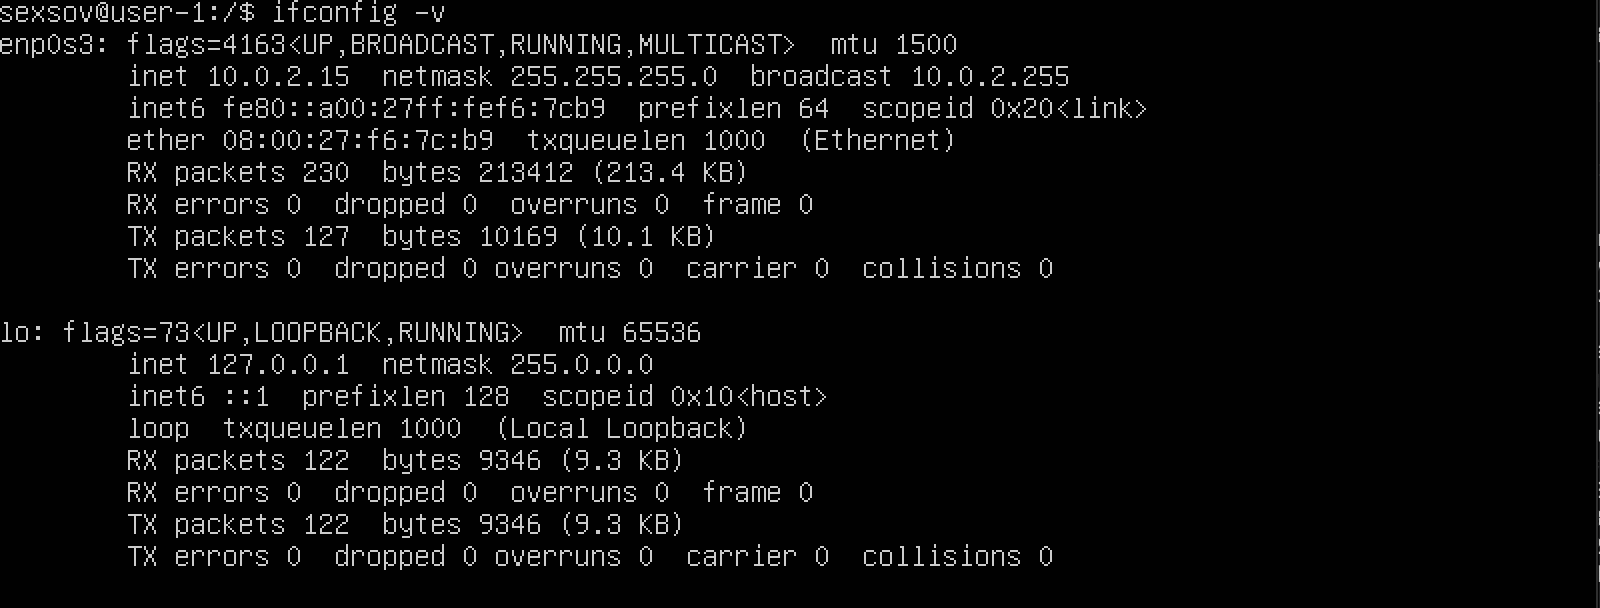 sexsov@user-1:/$ ifconfig -v
enp0s3: flags=4163<UP,BROADCAST,RUNNING,MULTICAST>  mtu 1500
        inet 10.0.2.15  netmask 255.255.255.0  broadcast 10.0.2.255
        inet6 fe80::a00:27ff:fef6:7cb9  prefixlen 64  scopeid 0x20<link>
        ether 08:00:27:f6:7c:b9  txqueuelen 1000  (Ethernet)
        RX packets 230  bytes 213412 (213.4 KB)
        RX errors 0  dropped 0  overruns 0  frame 0
        TX packets 127  bytes 10169 (10.1 KB)
        TX errors 0  dropped 0 overruns 0  carrier 0  collisions 0

lo: flags=73<UP,LOOPBACK,RUNNING>  mtu 65536
        inet 127.0.0.1  netmask 255.0.0.0
        inet6 ::1  prefixlen 128  scopeid 0x10<host>
        loop  txqueuelen 1000  (Local Loopback)
        RX packets 122  bytes 9346 (9.3 KB)
        RX errors 0  dropped 0  overruns 0  frame 0
        TX packets 122  bytes 9346 (9.3 KB)
        TX errors 0  dropped 0 overruns 0  carrier 0  collisions 0